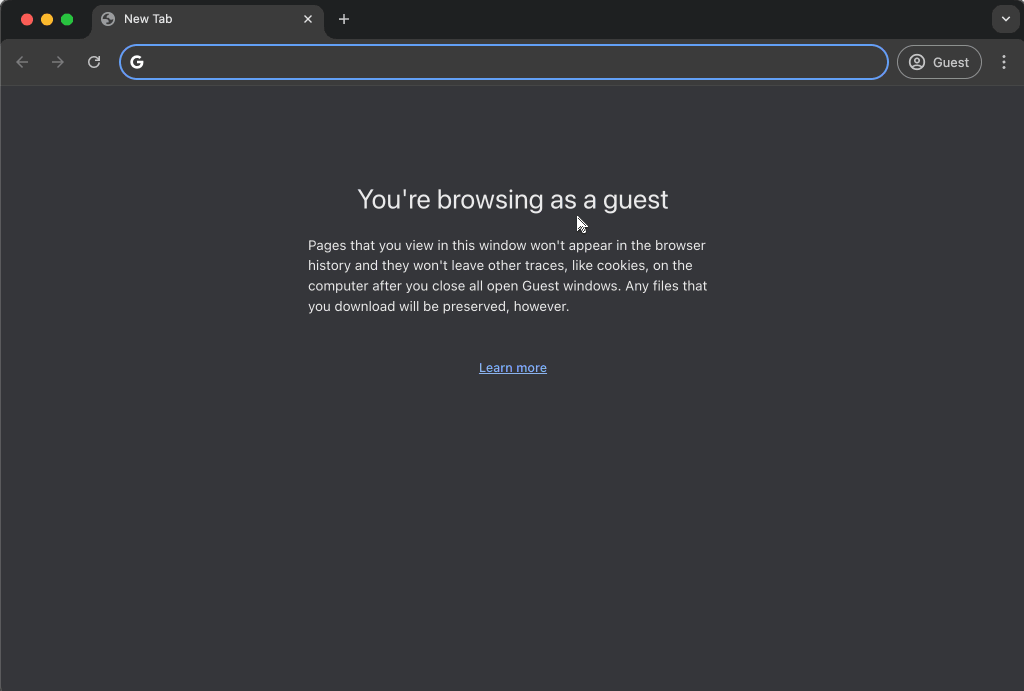 New Tab
Guest
You're browsing as a guest
Pages that you view in this window won't appear in the browser
history and they won't leave other traces, like cookies, on the
computer after you close all open Guest windows. Any files that
you download will be preserved, however.
Learn more